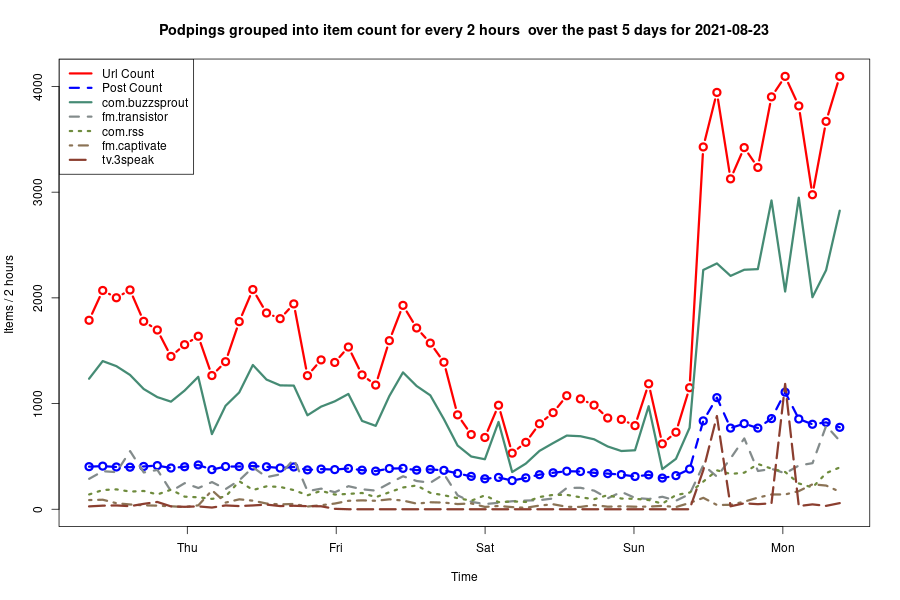 Podpings grouped into item count for every 2 hours  over the past 5 days for 2021-08-23
Url Count
Post Count
com.buzzsprout
fm.transistor
com.rss
fm.captivate
tv.3speak
Items / 2 hours
4000
3000
2000
1000
0
Thu Fri Sat Sun Mon
Time